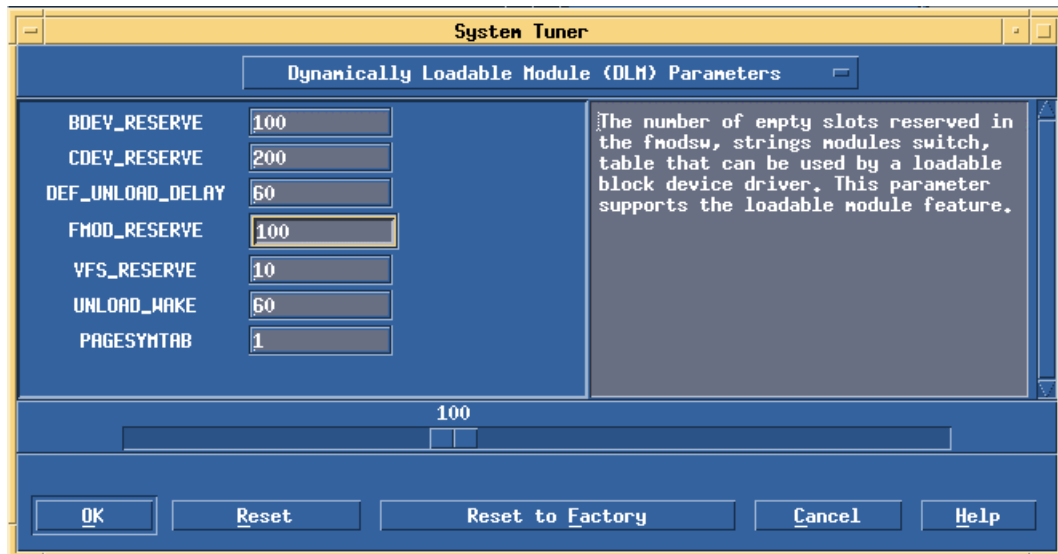 System Tuner
Dynamically Loadable Module (DLM) Parameters
BDEV_RESERVE 100
CDEV_RESERVE 200
DEF_UNLOAD_DELAY 60
FMOD_RESERVE 100
VFS_RESERVE 10
UNLOAD_WAKE 60
PAGESYMTAB 1
The number of empty slots reserved in
the fmodsw, strings modules switch,
table that can be used by a loadable
block device driver. This parameter
supports the loadable module feature.
100
OK Reset Reset to Factory Cancel Help